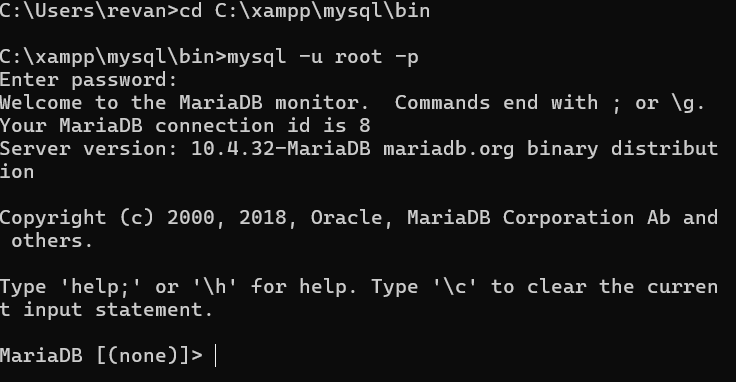 C:\Users\revan>cd C:\xampp\mysql\bin
C:\xampp\mysql\bin>mysql -u root -p
Enter password:
Welcome to the MariaDB monitor.  Commands end with ; or \g.
Your MariaDB connection id is 8
Server version: 10.4.32-MariaDB mariadb.org binary distribut
ion
Copyright (c) 2000, 2018, Oracle, MariaDB Corporation Ab and
 others.
Type 'help;' or '\h' for help. Type '\c' to clear the curren
t input statement.
MariaDB [(none)]>